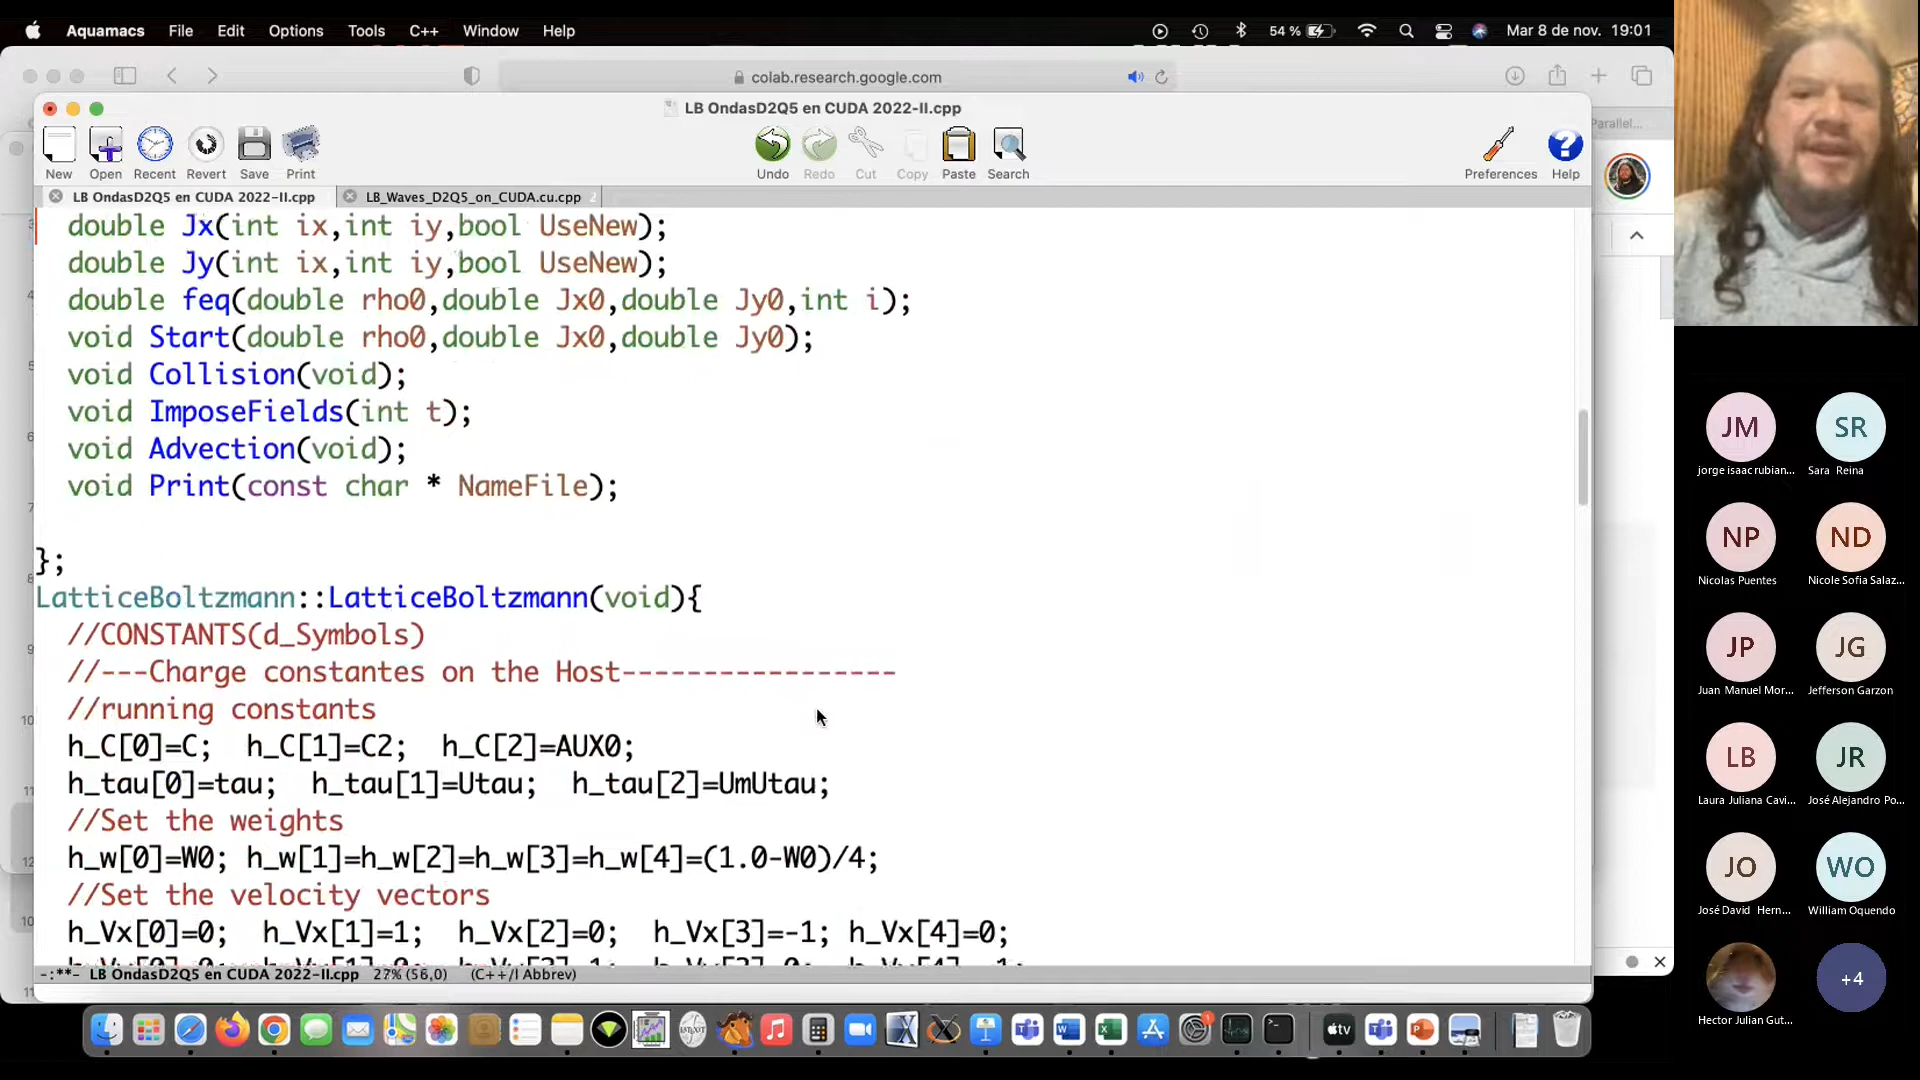 Aquamacs File Edit Options Tools C++ Window Help
54 % Mar 8 de nov. 19:01
colab.research.google.com
LB OndasD2Q5 en CUDA 2022-II.cpp
Parallel...
New Open Recent Revert Save Print Undo Redo Cut Copy Paste Search Preferences Help
LB OndasD2Q5 en CUDA 2022-II.cpp LB_Waves_D2Q5_on_CUDA.cu.cpp 2
double Jx(int ix,int iy,bool UseNew);
double Jy(int ix,int iy,bool UseNew);
double feq(double rho0,double Jx0,double Jy0,int i);
void Start(double rho0,double Jx0,double Jy0);
void Collision(void);
void ImposeFields(int t);
void Advection(void);
void Print(const char * NameFile);
};
LatticeBoltzmann::LatticeBoltzmann(void){
//CONSTANTS(d_Symbols)
//---Charge constantes on the Host-----------------
//running constants
h_C[0]=C; h_C[1]=C2; h_C[2]=AUX0;
h_tau[0]=tau; h_tau[1]=Utau; h_tau[2]=UmUtau;
//Set the weights
h_w[0]=W0; h_w[1]=h_w[2]=h_w[3]=h_w[4]=(1.0-W0)/4;
//Set the velocity vectors
h_Vx[0]=0; h_Vx[1]=1; h_Vx[2]=0; h_Vx[3]=-1; h_Vx[4]=0;
-:**- LB OndasD2Q5 en CUDA 2022-II.cpp 27% (56,0) (C++/l Abbrev)
tv
JM SR
jorge isaac rubian... Sara Reina
NP ND
Nicolas Puentes Nicole Sofia Salaz...
JP JG
Juan Manuel Mor... Jefferson Garzon
LB JR
Laura Juliana Cavi... José Alejandro Po...
JO WO
José David Hern... William Oquendo
+4
Hector Julian Gut...